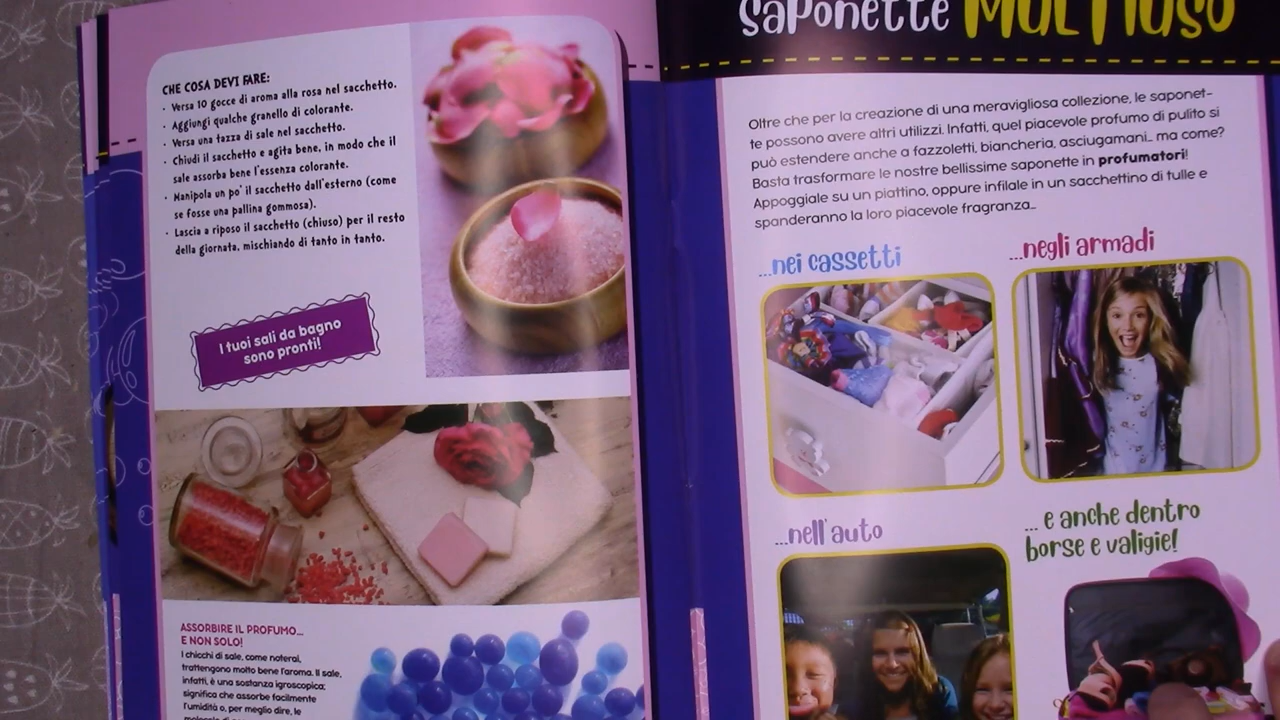 CHE COSA DEVI FARE:
· Versa 10 gocce di aroma alla rosa nel sacchetto.
· Aggiungi qualche granello di colorante.
· Versa una tazza di sale nel sacchetto.
· Chiudi il sacchetto e agita bene, in modo che il
sale assorba bene l'essenza colorante.
· Manipola un po' il sacchetto dall'esterno (come
se fosse una pallina gommosa).
· Lascia a riposo il sacchetto (chiuso) per il resto
della giornata, mischiando di tanto in tanto.
I tuoi sali da bagno
sono pronti!
ASSORBIRE IL PROFUMO...
E NON SOLO!
I chicchi di sale, come noterai,
trattengono molto bene l'aroma. Il sale,
infatti, è una sostanza igroscopica;
significa che assorbe facilmente
l'umidità o, per meglio dire, le
saponette MULTIUSO
Oltre che per la creazione di una meravigliosa collezione, le saponet-
te possono avere altri utilizzi. Infatti, quel piacevole profumo di pulito si
può estendere anche a fazzoletti, biancheria, asciugamani... ma come?
Basta trasformare le nostre bellissime saponette in profumatori!
Appoggiale su un piattino, oppure infilale in un sacchettino di tulle e
spanderanno la loro piacevole fragranza...
...nei cassetti
...negli armadi
...nell'auto
... e anche dentro
borse e valigie!